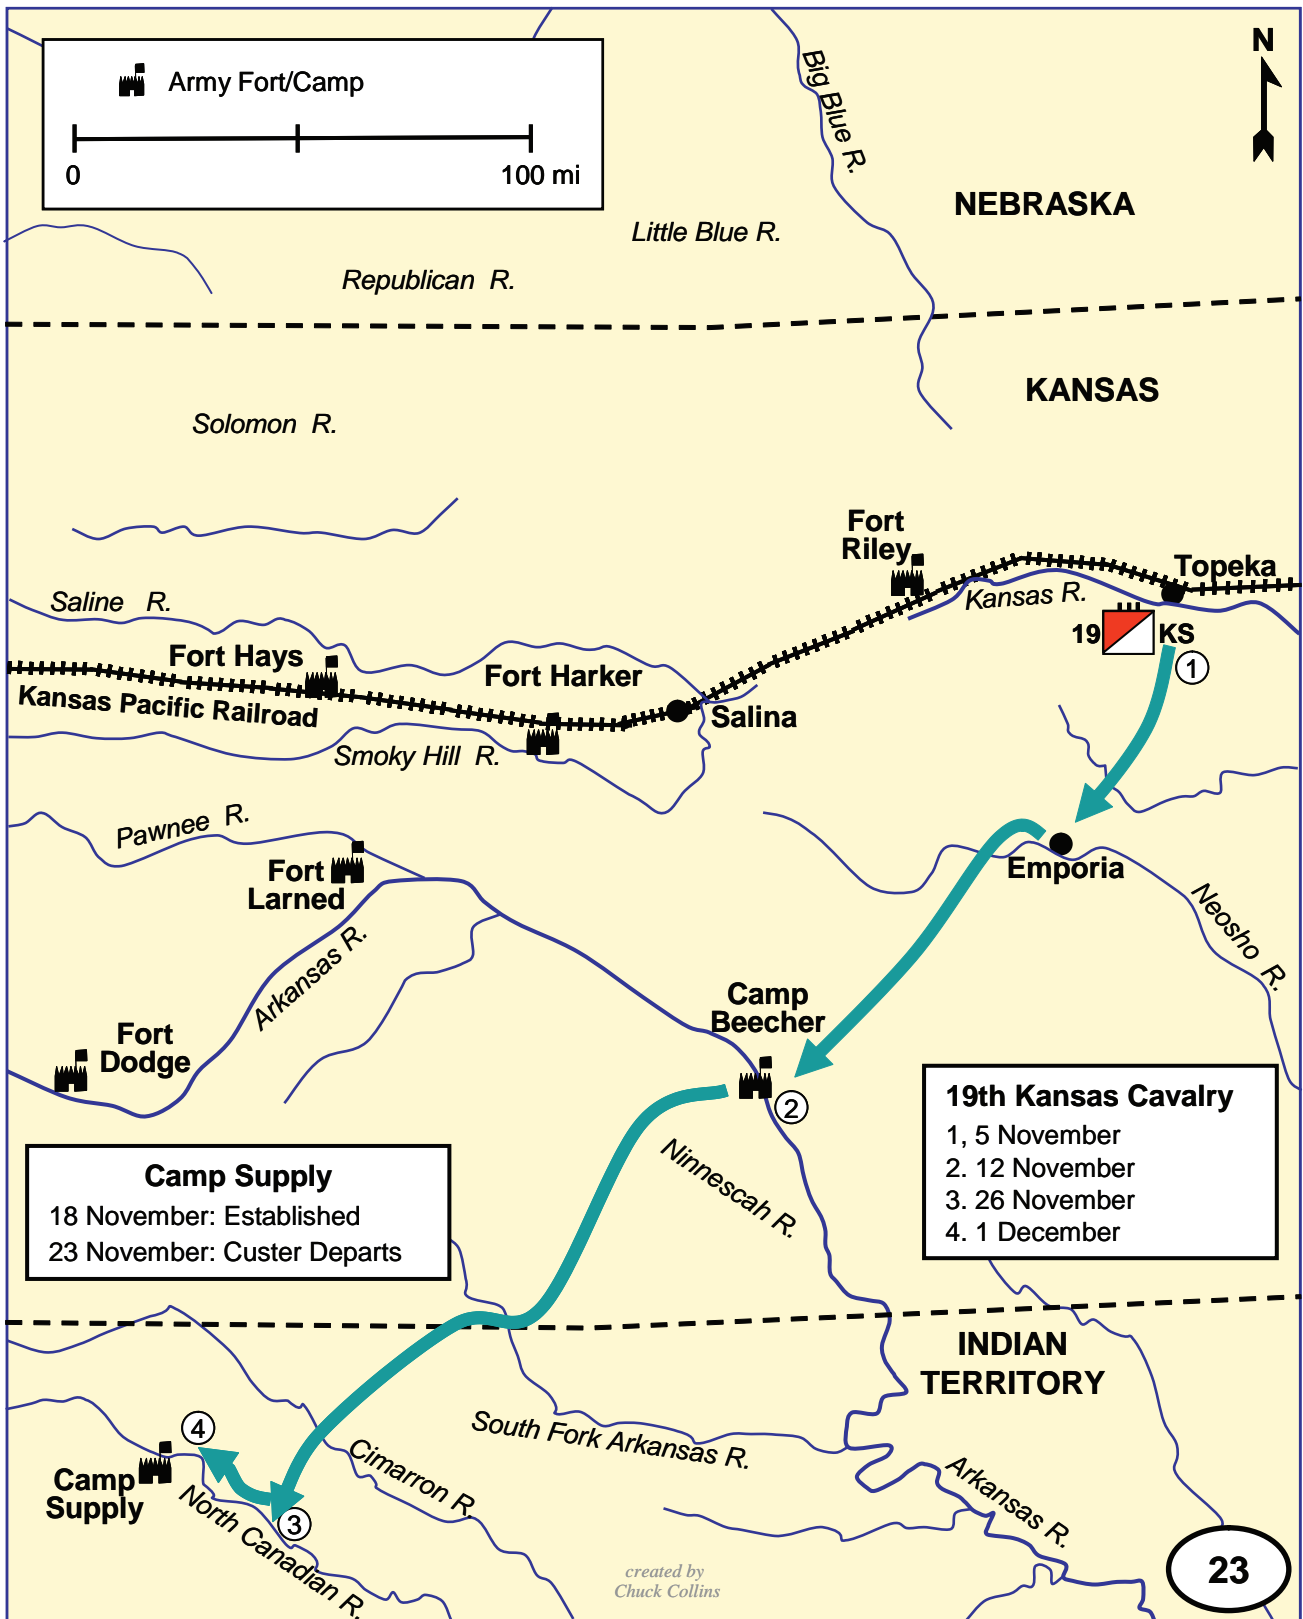 Army Fort/Camp
0
100 mi
N
Big Blue R.
NEBRASKA
Little Blue R.
Republican R.
KANSAS
Solomon R.
Fort
Riley
Topeka
Kansas R.
Saline R.
19
KS
1
Fort Hays
Fort Harker
Kansas Pacific Railroad
Salina
Smoky Hill R.
Pawnee R.
Fort
Larned
Emporia
Neosho R.
Arkansas R.
Camp
Beecher
Fort
Dodge
2
19th Kansas Cavalry
1, 5 November
2. 12 November
3. 26 November
4. 1 December
Ninnescah R.
Camp Supply
18 November: Established
23 November: Custer Departs
INDIAN
TERRITORY
4
South Fork Arkansas R.
Cimarron R.
Camp
Supply
Arkansas R.
North Canadian R.
3
created by
Chuck Collins
23